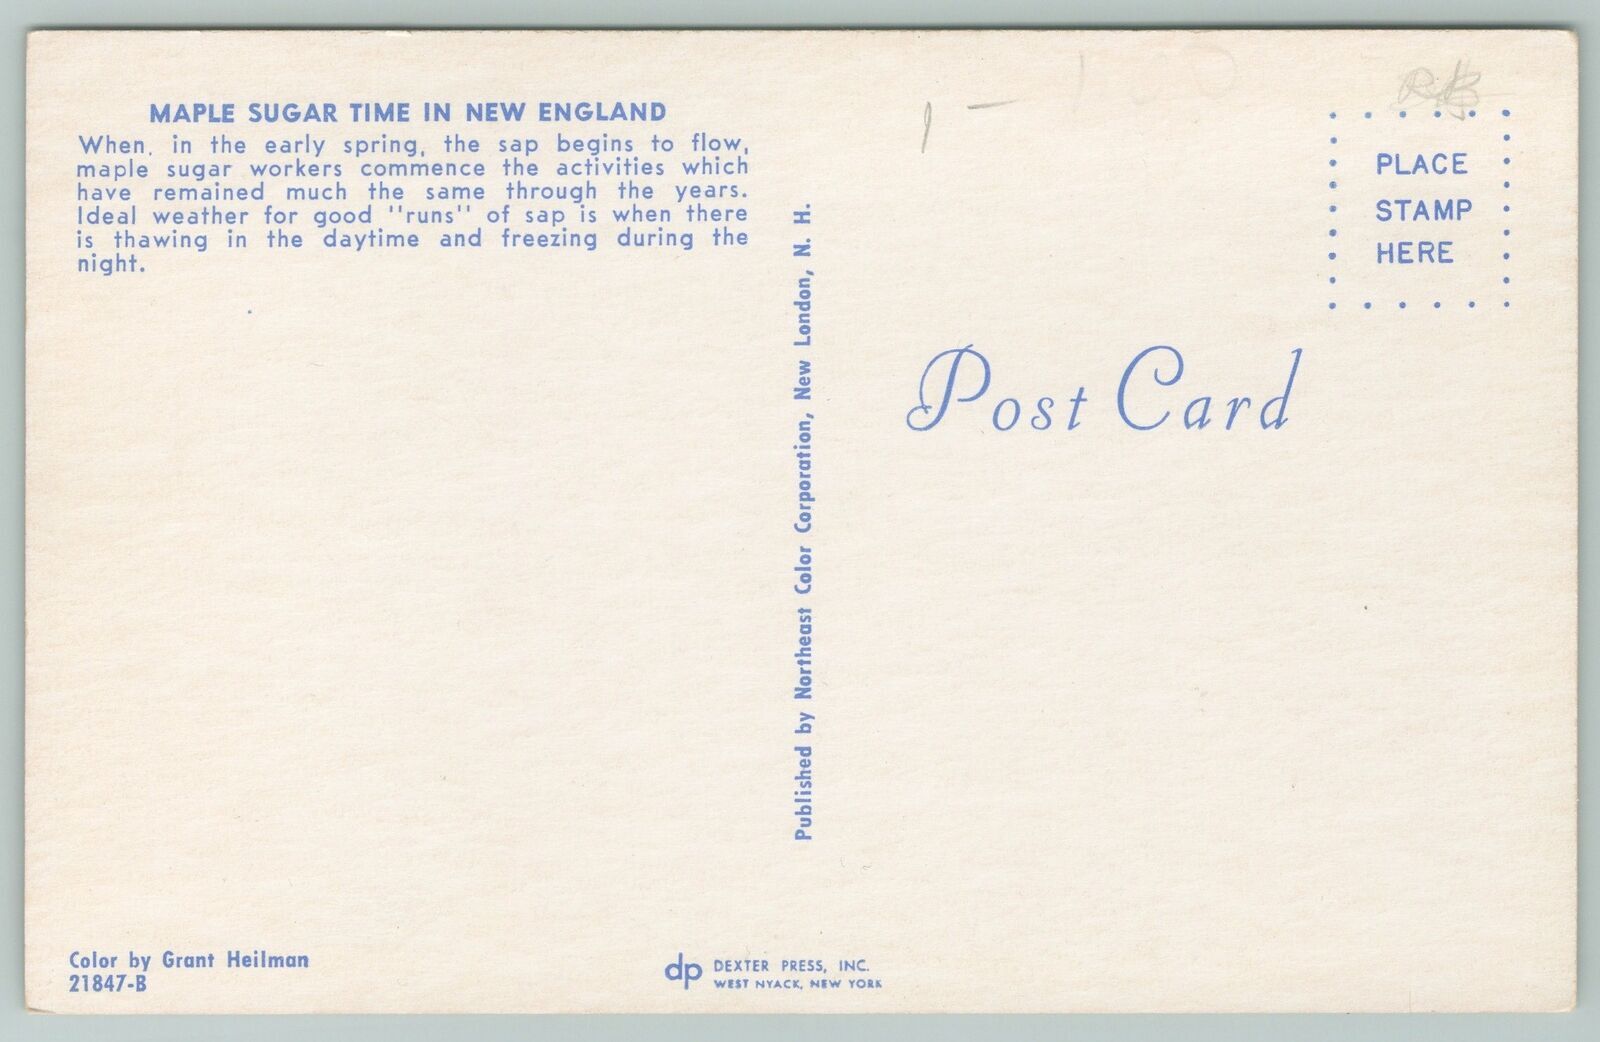 MAPLE SUGAR TIME IN NEW ENGLAND
When, in the early spring, the sap begins to flow,
maple sugar workers commence the activities which
have remained much the same through the years.
Ideal weather for good "runs" of sap is when there
is thawing in the daytime and freezing during the
night.
Color by Grant Heilman
21847-B
Published by Northeast Color Corporation, New London, N. H.
dp DEXTER PRESS, INC.
WEST NYACK, NEW YORK
1-
PLACE
STAMP
HERE
Post Card